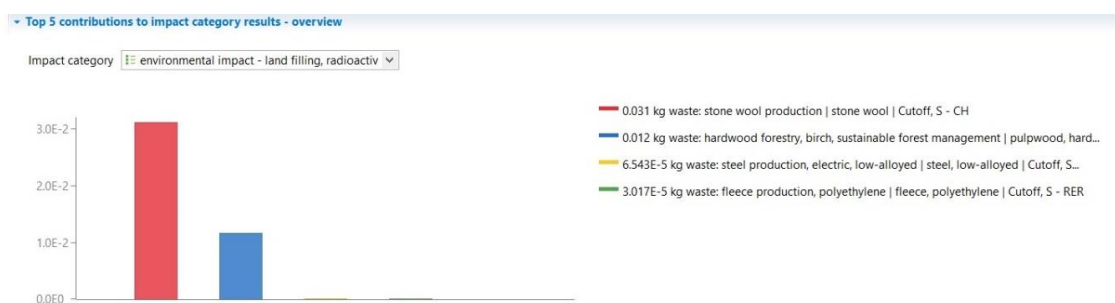 Top 5 contributions to impact category results - overview
Impact category environmental impact - land filling, radioactiv
0.031 kg waste: stone wool production | stone wool | Cutoff, S - CH
0.012 kg waste: hardwood forestry, birch, sustainable forest management | pulpwood, hard...
6.543E-5 kg waste: steel production, electric, low-alloyed | steel, low-alloyed | Cutoff, S...
3.017E-5 kg waste: fleece production, polyethylene | fleece, polyethylene | Cutoff, S - RER
3.0E-2
2.0E-2
1.0E-2
0.0E0